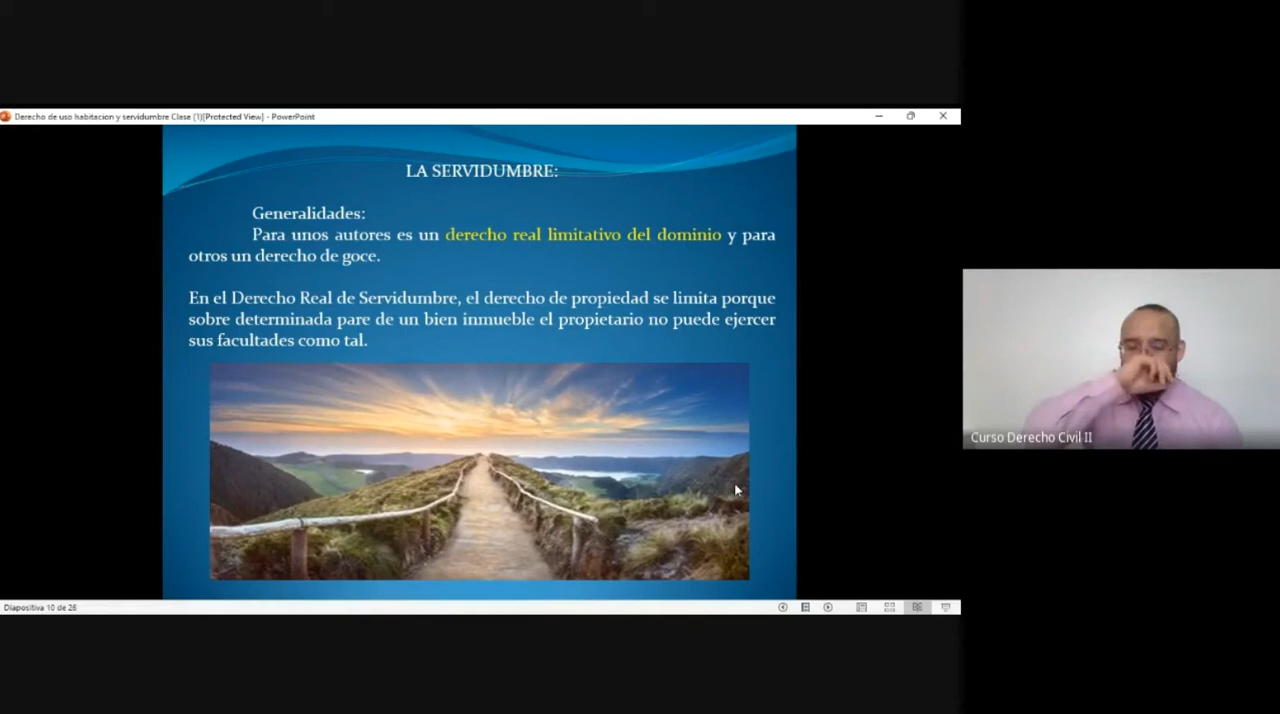 Derecho de uso habitacion y servidumbre Clase (1)[Protected View] - PowerPoint
LA SERVIDUMBRE:
Generalidades:
Para unos autores es un derecho real limitativo del dominio y para
otros un derecho de goce.
En el Derecho Real de Servidumbre, el derecho de propiedad se limita porque
sobre determinada pare de un bien inmueble el propietario no puede ejercer
sus facultades como tal.
Curso Derecho Civil II
Diapositiva 10 de 26